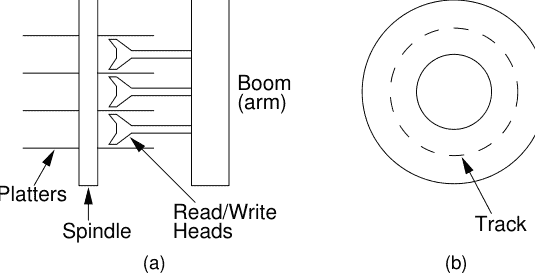 Boom
(arm)
Platters
Spindle
Read/Write
Heads
Track
(a)
(b)